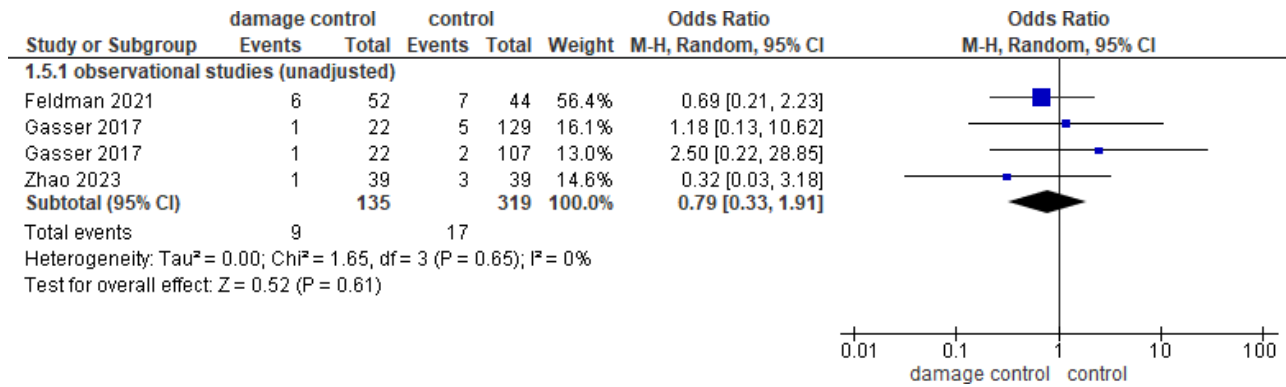 damage control control Odds Ratio Odds Ratio
Study or Subgroup Events Total Events Total Weight M-H, Random, 95% CI M-H, Random, 95% CI
1.5.1 observational studies (unadjusted)
Feldman 2021 6 52 7 44 56.4% 0.69 [0.21, 2.23]
Gasser 2017 1 22 5 129 16.1% 1.18 [0.13, 10.62]
Gasser 2017 1 22 2 107 13.0% 2.50 [0.22, 28.85]
Zhao 2023 1 39 3 39 14.6% 0.32 [0.03, 3.18]
Subtotal (95% CI) 135 319 100.0% 0.79 [0.33, 1.91]
Total events 9 17
Heterogeneity: Tau² = 0.00; Chi² = 1.65, df = 3 (P = 0.65); I² = 0%
Test for overall effect: Z = 0.52 (P = 0.61)
0.01 0.1 1 10 100
damage control control